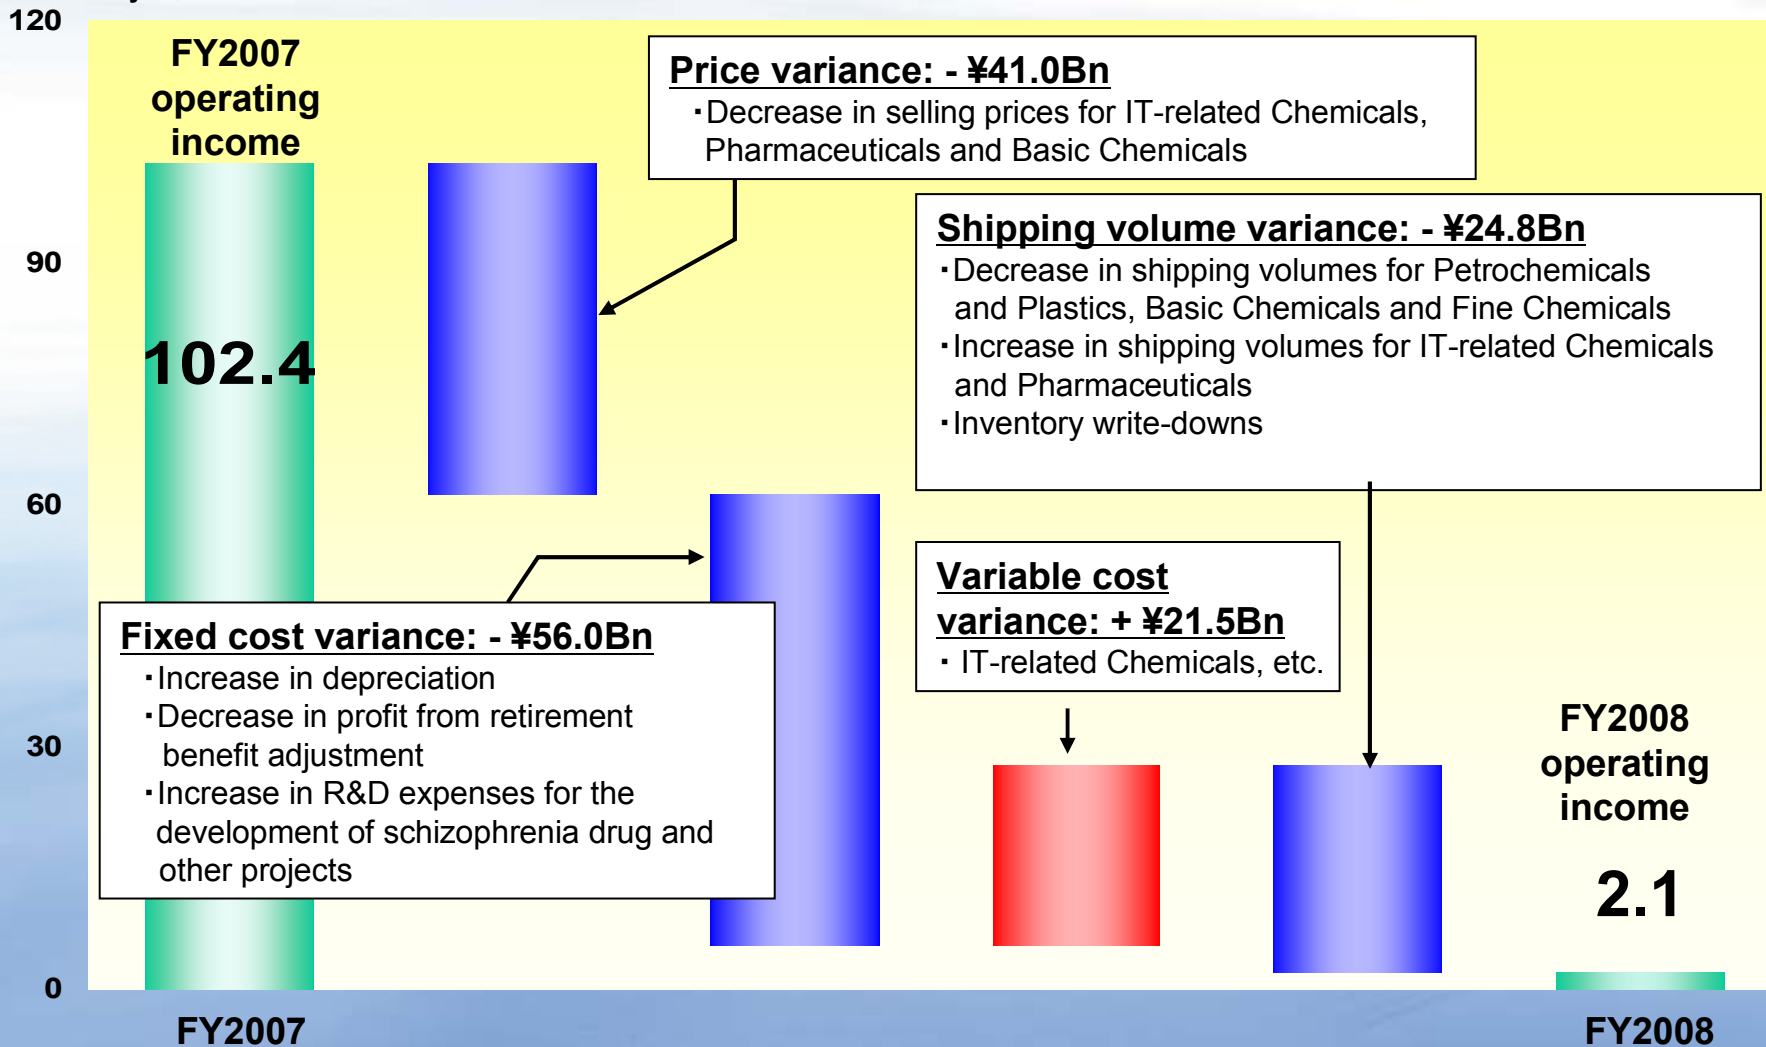 120
90
60
30
0
FY2007
operating
income
102.4
Price variance: - ¥41.0Bn
・Decrease in selling prices for IT-related Chemicals,
Pharmaceuticals and Basic Chemicals
Shipping volume variance: - ¥24.8Bn
・Decrease in shipping volumes for Petrochemicals
and Plastics, Basic Chemicals and Fine Chemicals
・Increase in shipping volumes for IT-related Chemicals
and Pharmaceuticals
・Inventory write-downs
Fixed cost variance: - ¥56.0Bn
・Increase in depreciation
・Decrease in profit from retirement
benefit adjustment
・Increase in R&D expenses for the
development of schizophrenia drug and
other projects
Variable cost
variance: + ¥21.5Bn
・ IT-related Chemicals, etc.
FY2008
operating
income
2.1
FY2007
FY2008